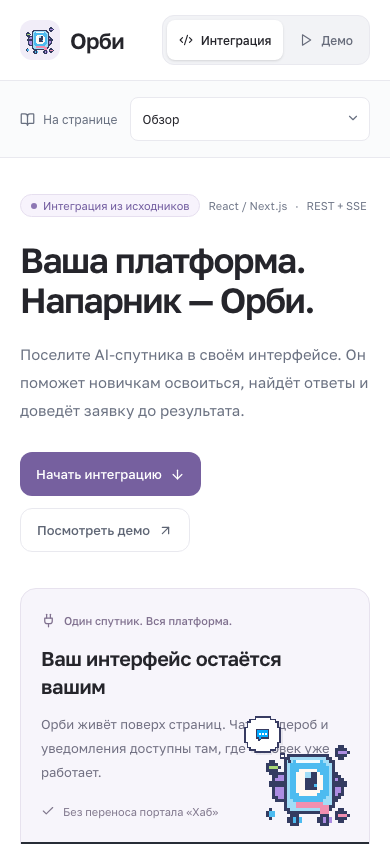 Орби
Интеграция
Демо
На странице
Обзор
Интеграция из исходников
React / Next.js · REST + SSE
Ваша платформа.
Напарник — Орби.
Поселите AI-спутника в своём интерфейсе. Он
поможет новичкам освоиться, найдёт ответы и
доведёт заявку до результата.
Начать интеграцию
Посмотреть демо
Один спутник. Вся платформа.
Ваш интерфейс остаётся
вашим
Орби живёт поверх страниц. и
уведомления доступны там, где уже
работает.
Без переноса портала «Хаб»